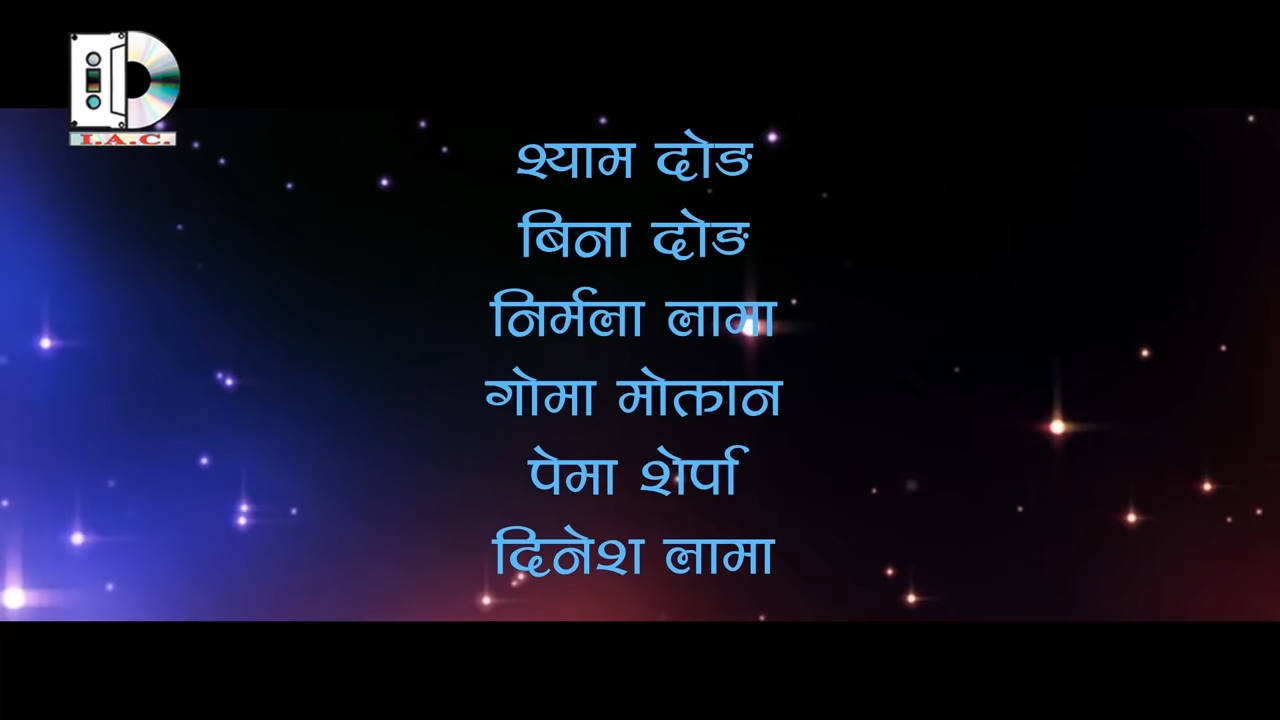 I.A.C.
श्याम दोङ
बिना दोङ
निर्मला लामा
गोमा मोक्तान
पेमा शेर्पा
दिनेश लामा